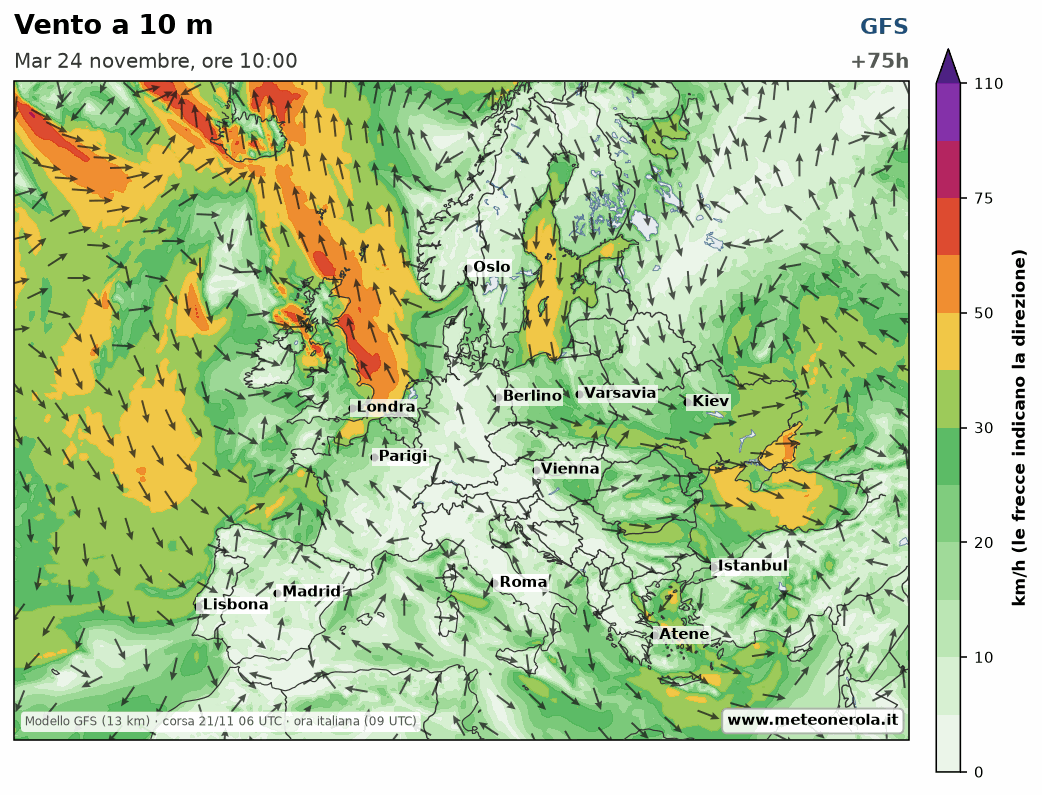 Vento a 10 m
GFS
Mar 24 novembre, ore 10:00
+75h
110
75
50
30
20
10
0
km/h (le frecce indicano la direzione)
Oslo
Londra
Berlino
Varsavia
Kiev
Parigi
Vienna
Istanbul
Roma
Madrid
Lisbona
Atene
Modello GFS (13 km) · corsa 21/11 06 UTC · ora italiana (09 UTC)
www.meteonerola.it